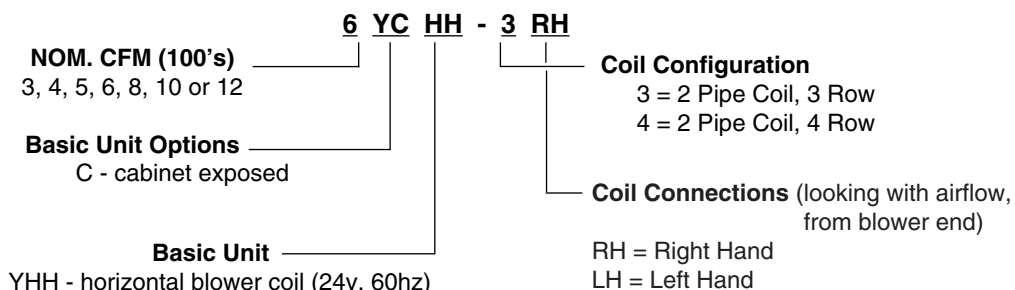 6 YC HH - 3 RH
NOM. CFM (100's)
3, 4, 5, 6, 8, 10 or 12
Basic Unit Options
C - cabinet exposed
Basic Unit
YHH - horizontal blower coil (24v, 60hz)
Coil Configuration
3 = 2 Pipe Coil, 3 Row
4 = 2 Pipe Coil, 4 Row
Coil Connections (looking with airflow,
from blower end)
RH = Right Hand
LH = Left Hand